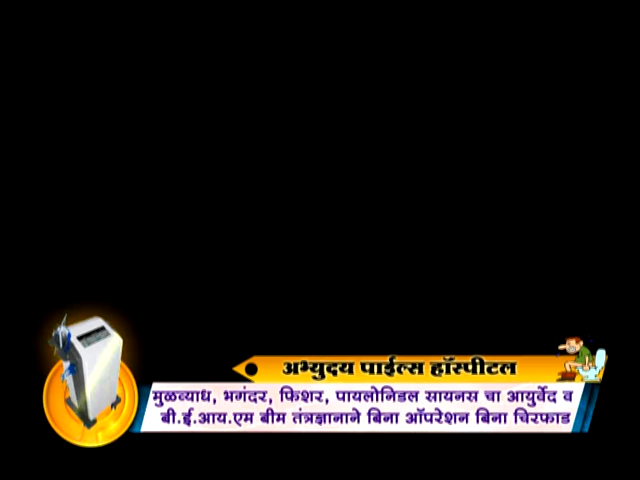 अभ्युदय पाईल्स हॉस्पीटल
मुळव्याध, भगंदर, फिशर, पायलोनिडल सायनस चा आयुर्वेद व
बी.ई.आय.एम बीम तंत्रज्ञानाने बिना ऑपरेशन बिना चिरफाड